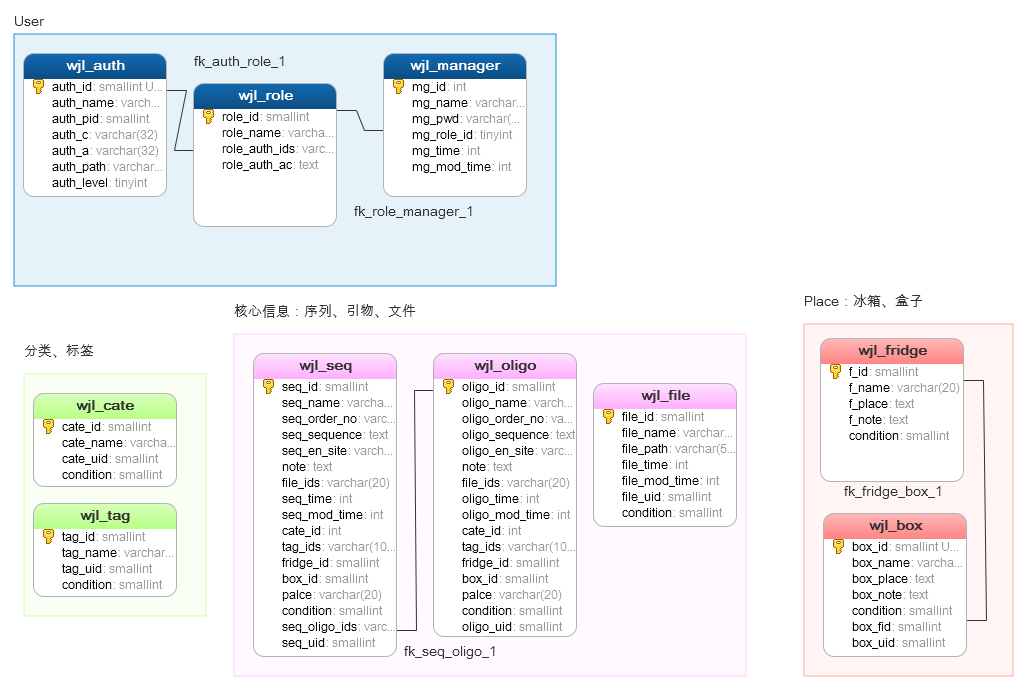 User
wjl_auth
auth_id: smallint U...
auth_name: varch...
auth_pid: smallint
auth_c: varchar(32)
auth_a: varchar(32)
auth_path: varchar...
auth_level: tinyint
fk_auth_role_1
wjl_role
role_id: smallint
role_name: varcha...
role_auth_ids: varc...
role_auth_ac: text
wjl_manager
mg_id: int
mg_name: varchar...
mg_pwd: varchar(...
mg_role_id: tinyint
mg_time: int
mg_mod_time: int
fk_role_manager_1
分类、标签
wjl_cate
cate_id: smallint
cate_name: varcha...
cate_uid: smallint
condition: smallint
wjl_tag
tag_id: smallint
tag_name: varchar...
tag_uid: smallint
condition: smallint
核心信息：序列、引物、文件
wjl_seq
seq_id: smallint
seq_name: varcha...
seq_order_no: varc...
seq_sequence: text
seq_en_site: varch...
note: text
file_ids: varchar(20)
seq_time: int
seq_mod_time: int
cate_id: int
tag_ids: varchar(10...
fridge_id: smallint
box_id: smallint
palce: varchar(20)
condition: smallint
seq_oligo_ids: varc...
seq_uid: smallint
wjl_oligo
oligo_id: smallint
oligo_name: varch...
oligo_order_no: va...
oligo_sequence: text
oligo_en_site: varc...
note: text
file_ids: varchar(20)
oligo_time: int
oligo_mod_time: int
cate_id: int
tag_ids: varchar(10...
fridge_id: smallint
box_id: smallint
palce: varchar(20)
condition: smallint
oligo_uid: smallint
fk_seq_oligo_1
wjl_file
file_id: smallint
file_name: varchar...
file_path: varchar(5...
file_time: int
file_mod_time: int
file_uid: smallint
condition: smallint
Place：冰箱、盒子
wjl_fridge
f_id: smallint
f_name: varchar(20)
f_place: text
f_note: text
condition: smallint
fk_fridge_box_1
wjl_box
box_id: smallint U...
box_name: varcha...
box_place: text
box_note: text
condition: smallint
box_fid: smallint
box_uid: smallint